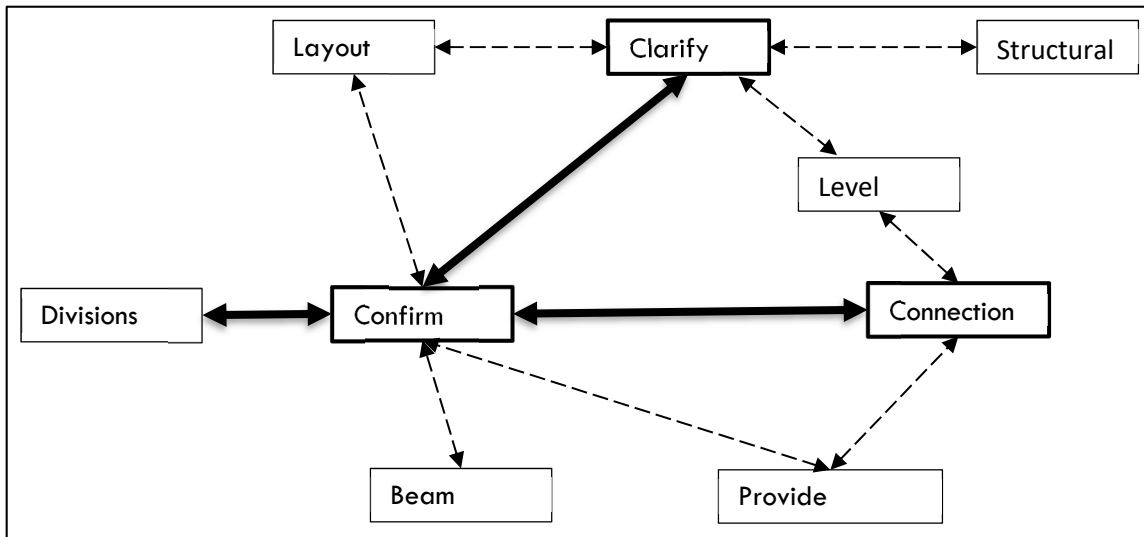 Layout
Clarify
Structural
Level
Divisions
Confirm
Connection
Beam
Provide